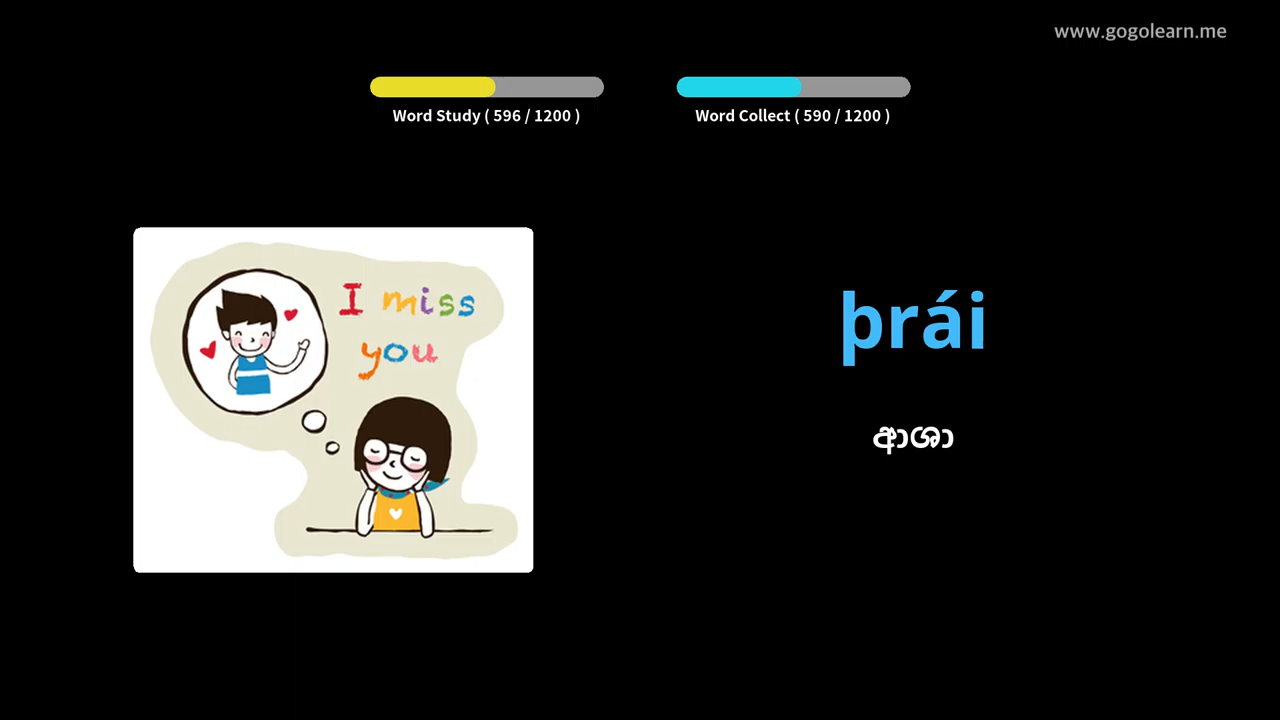 www.gogolearn.me
Word Study ( 596 / 1200 )
Word Collect ( 590 / 1200 )
I miss
you
þrái
ආශා